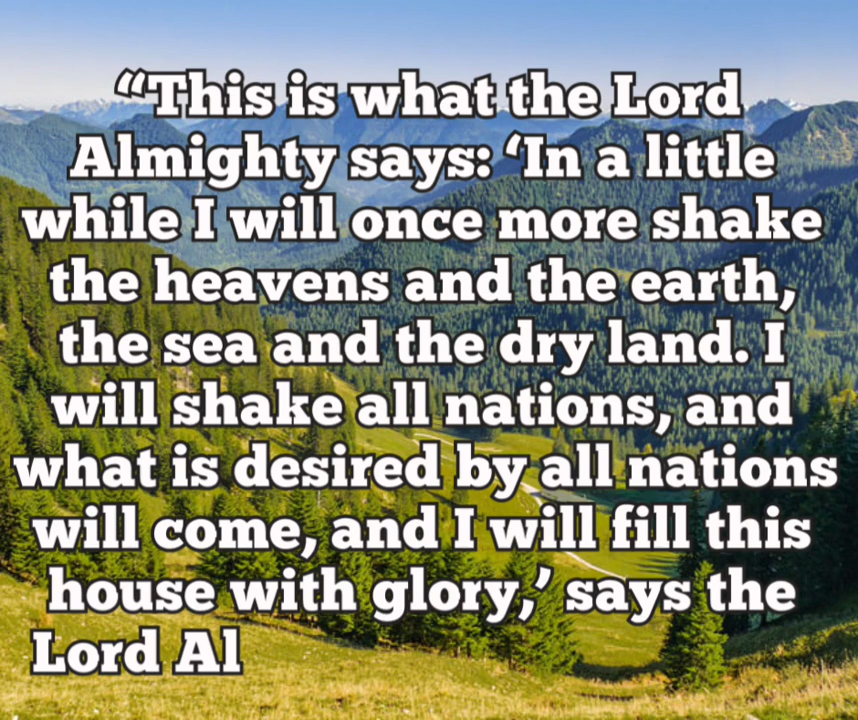 “This is what the Lord
Almighty says: ‘In a little
while I will once more shake
the heavens and the earth,
the sea and the dry land. I
will shake all nations, and
what is desired by all nations
will come, and I will fill this
house with glory,’ says the
Lord Al